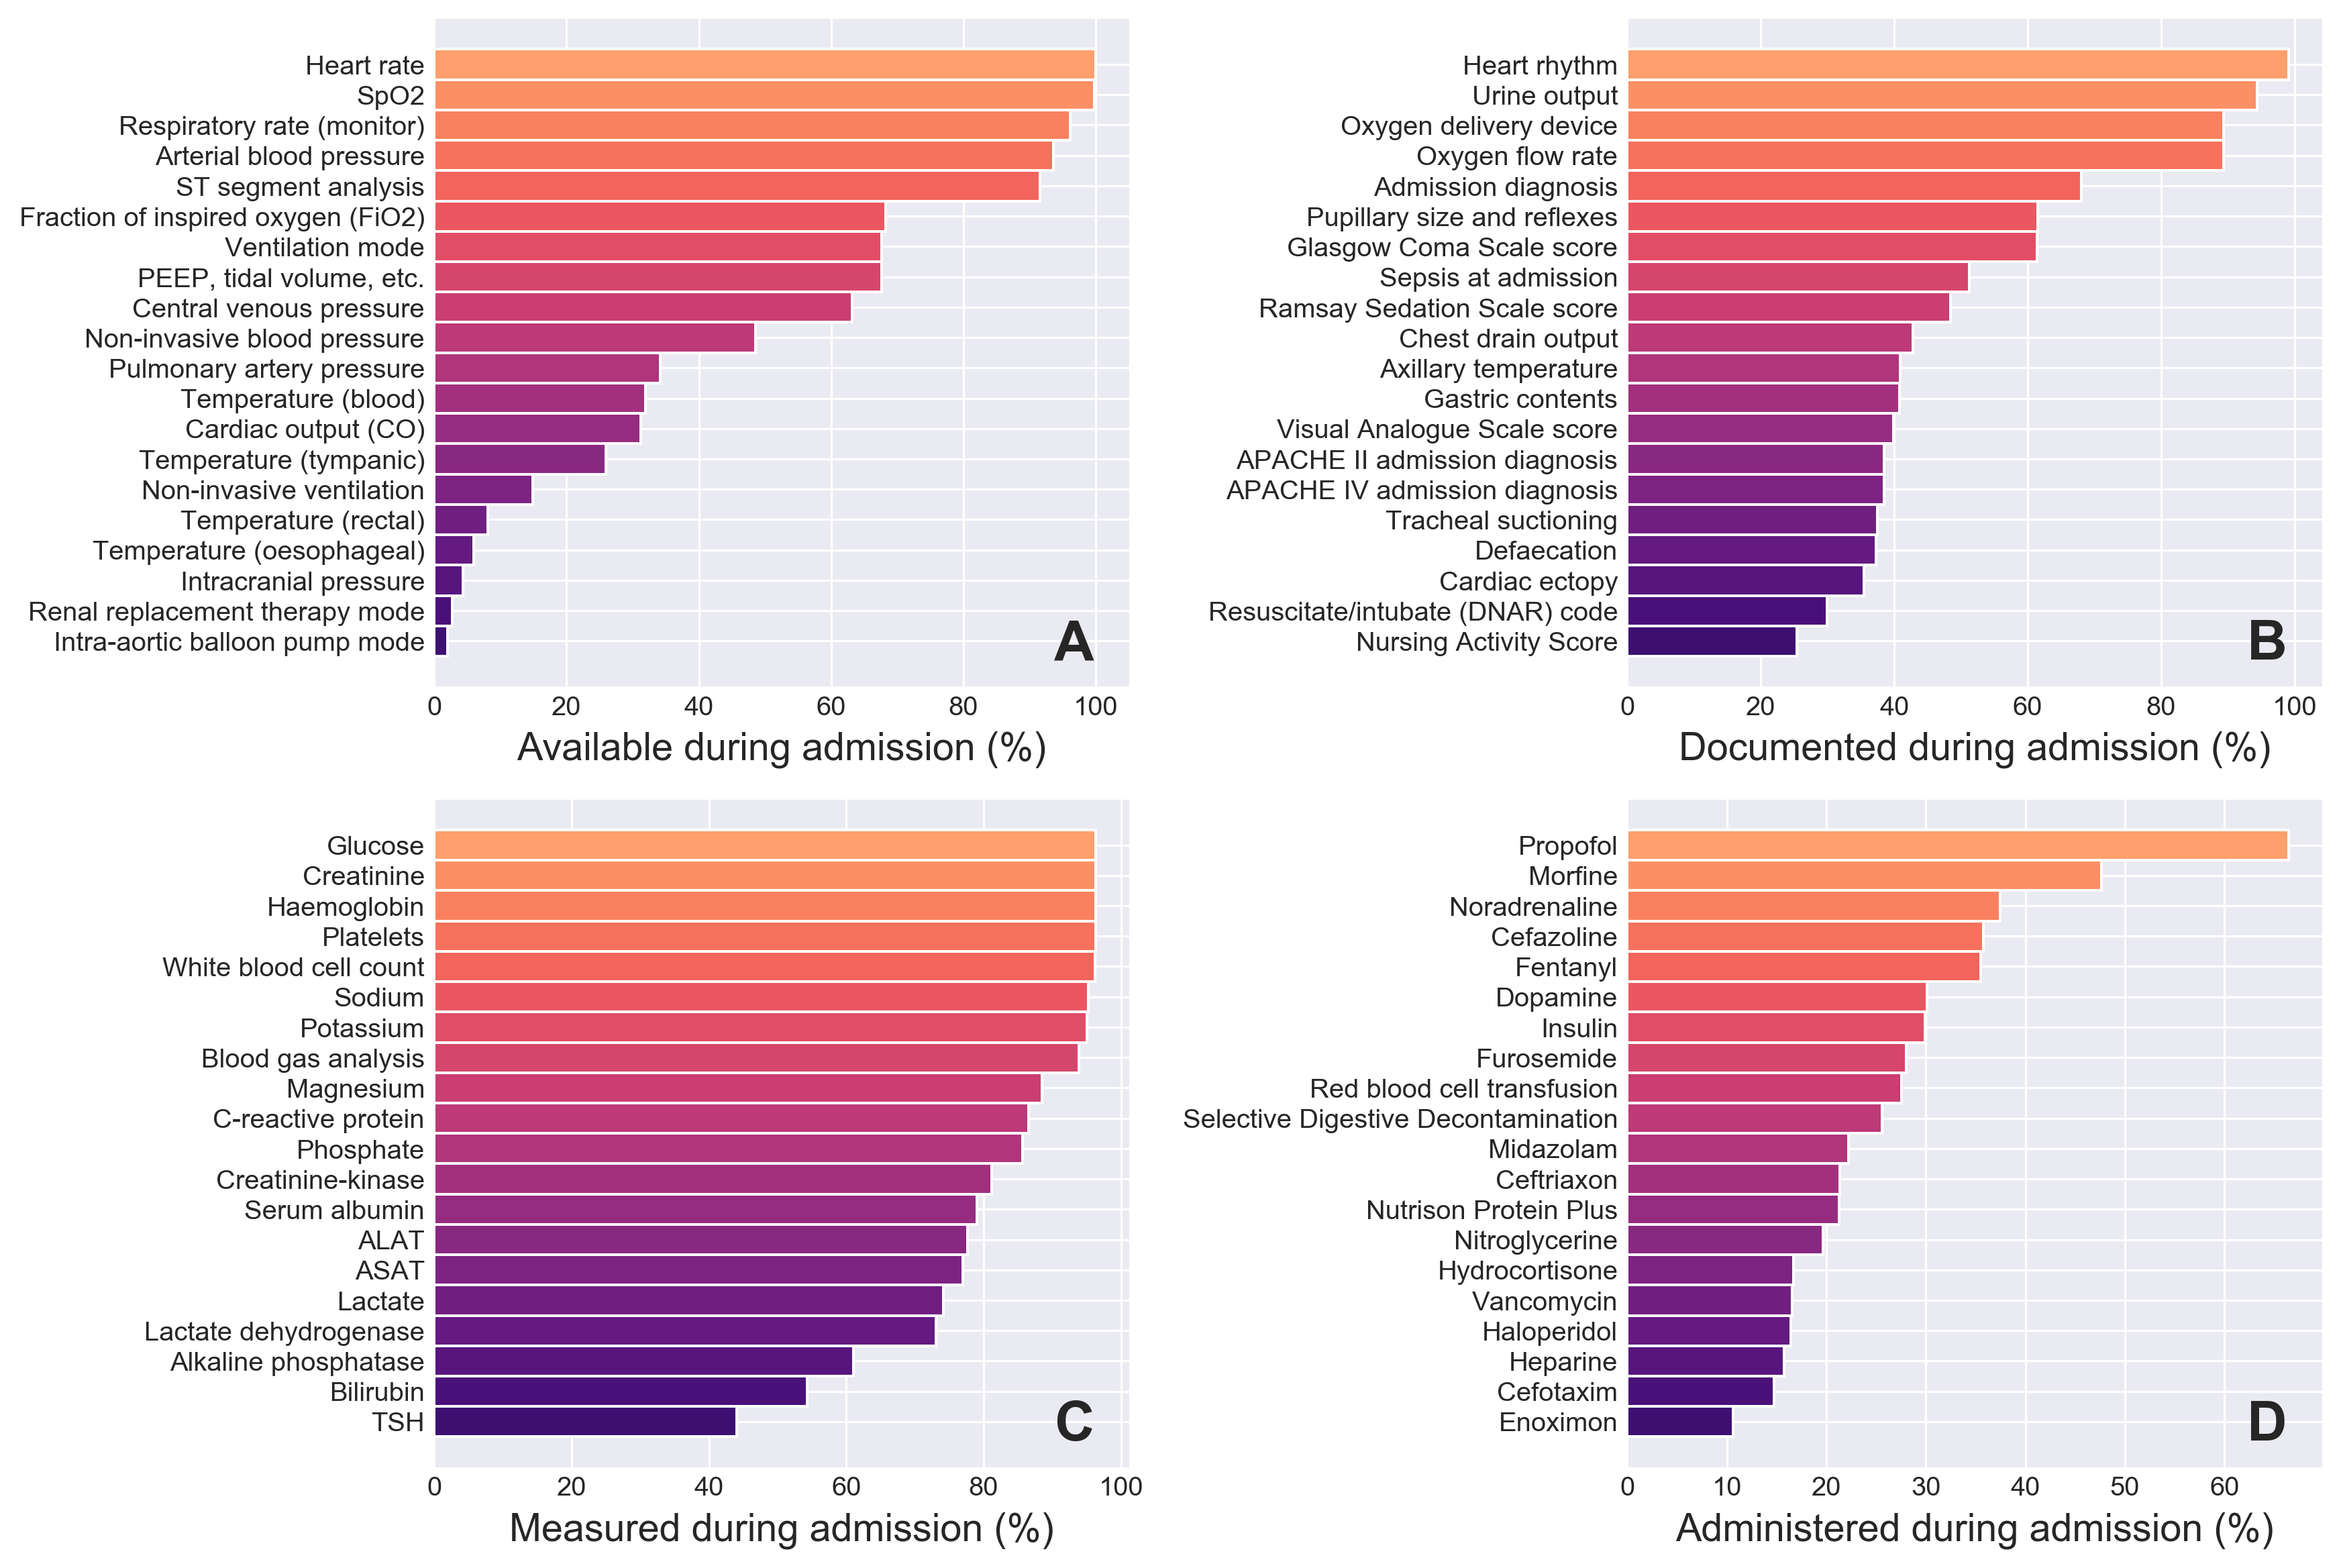 Heart rate
SpO2
Respiratory rate (monitor)
Arterial blood pressure
ST segment analysis
Fraction of inspired oxygen (FiO2)
Ventilation mode
PEEP, tidal volume, etc.
Central venous pressure
Non-invasive blood pressure
Pulmonary artery pressure
Temperature (blood)
Cardiac output (CO)
Temperature (tympanic)
Non-invasive ventilation
Temperature (rectal)
Temperature (oesophageal)
Intracranial pressure
Renal replacement therapy mode
Intra-aortic balloon pump mode
A
0 20 40 60 80 100
Available during admission (%)
Heart rhythm
Urine output
Oxygen delivery device
Oxygen flow rate
Admission diagnosis
Pupillary size and reflexes
Glasgow Coma Scale score
Sepsis at admission
Ramsay Sedation Scale score
Chest drain output
Axillary temperature
Gastric contents
Visual Analogue Scale score
APACHE II admission diagnosis
APACHE IV admission diagnosis
Tracheal suctioning
Defaecation
Cardiac ectopy
Resuscitate/intubate (DNAR) code
Nursing Activity Score
B
0 20 40 60 80 100
Documented during admission (%)
Glucose
Creatinine
Haemoglobin
Platelets
White blood cell count
Sodium
Potassium
Blood gas analysis
Magnesium
C-reactive protein
Phosphate
Creatinine-kinase
Serum albumin
ALAT
ASAT
Lactate
Lactate dehydrogenase
Alkaline phosphatase
Bilirubin
TSH
C
0 20 40 60 80 100
Measured during admission (%)
Propofol
Morfine
Noradrenaline
Cefazoline
Fentanyl
Dopamine
Insulin
Furosemide
Red blood cell transfusion
Selective Digestive Decontamination
Midazolam
Ceftriaxon
Nutrison Protein Plus
Nitroglycerine
Hydrocortisone
Vancomycin
Haloperidol
Heparine
Cefotaxim
Enoximon
D
0 10 20 30 40 50 60
Administered during admission (%)